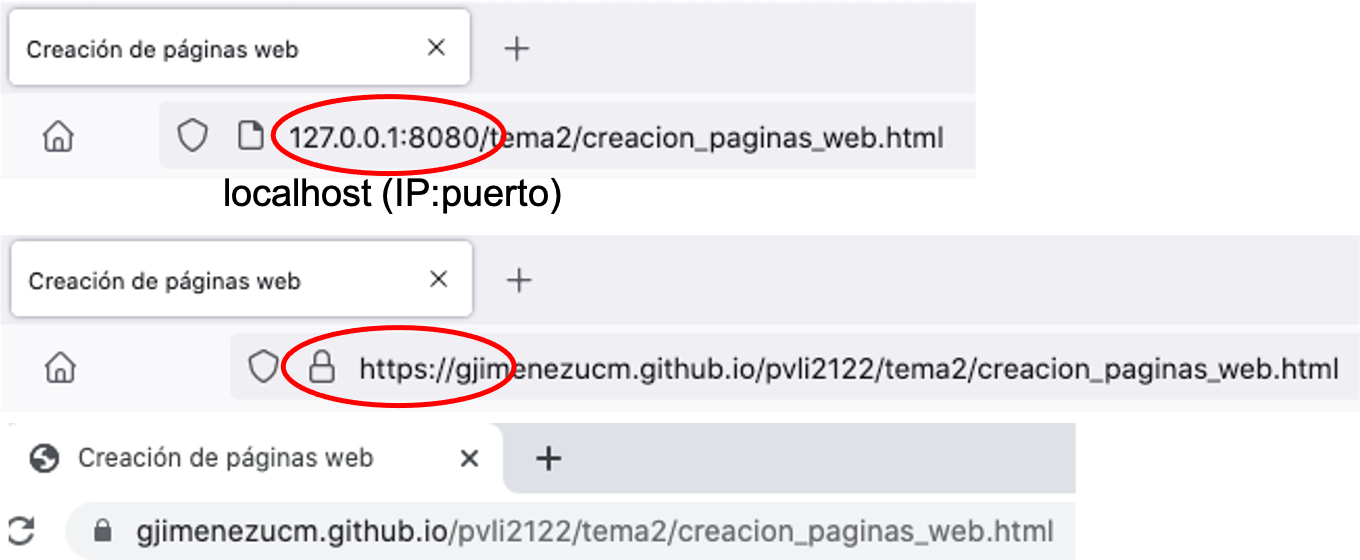 Creación de páginas web
127.0.0.1:8080/tema2/creacion_paginas_web.html
localhost (IP:puerto)
Creación de páginas web
https://gjimenezucm.github.io/pvli2122/tema2/creacion_paginas_web.html
Creación de páginas web
gjimenezucm.github.io/pvli2122/tema2/creacion_paginas_web.html